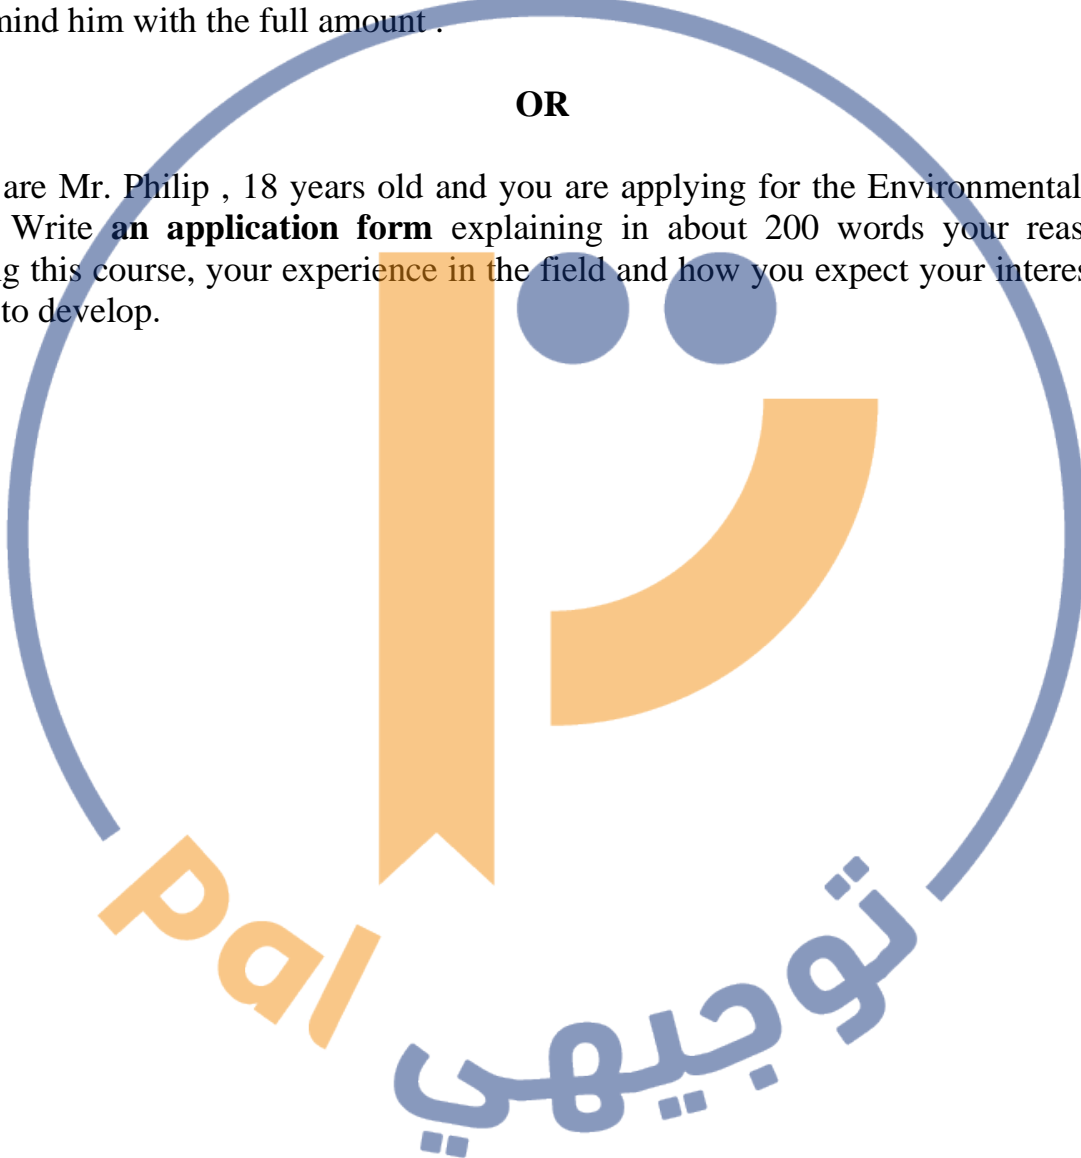 mind him with the full amount .
OR
are Mr. Philip , 18 years old and you are applying for the Environmental
Write an application form explaining in about 200 words your reas
g this course, your experience in the field and how you expect your interes
to develop.
Pal توجيهي